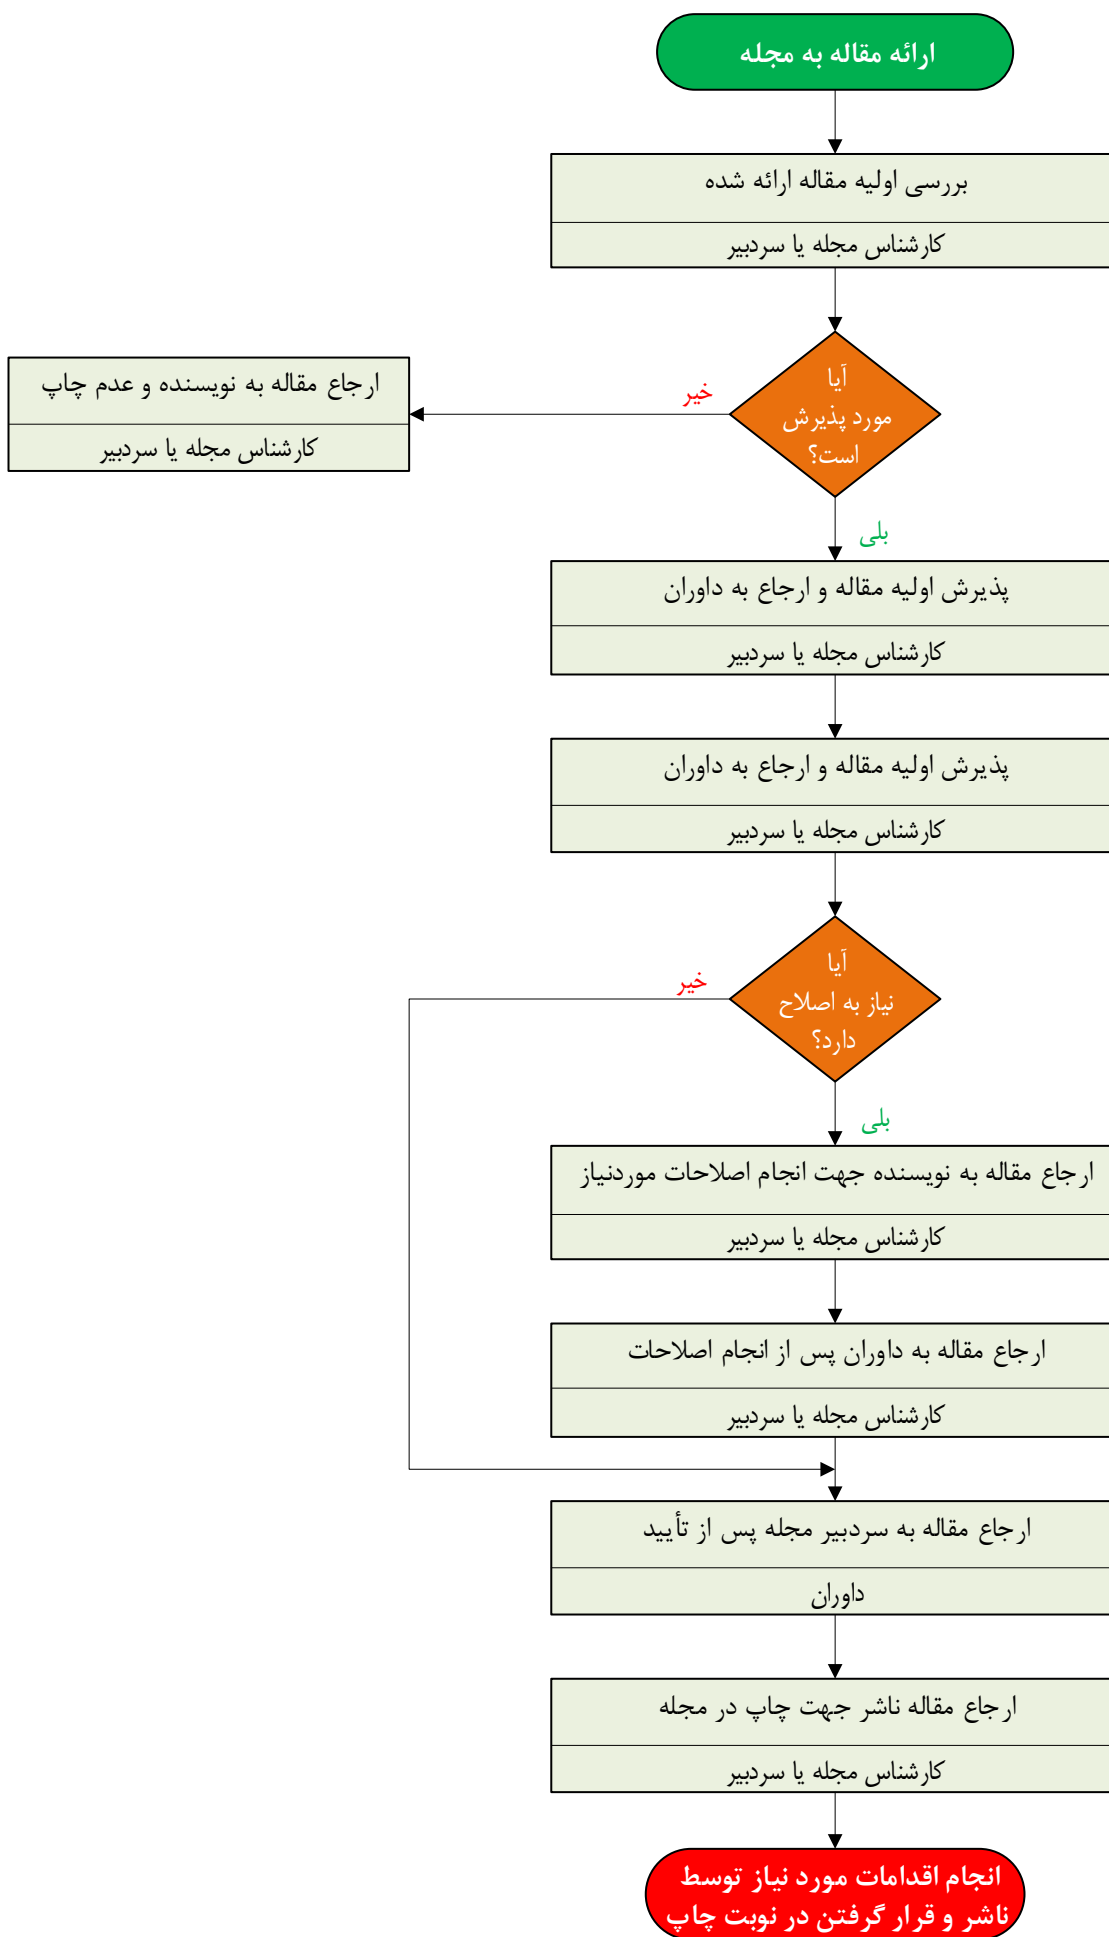 ارائه مقاله به مجله
بررسی اولیه مقاله ارائه شده
کارشناس مجله یا سردبیر
آیا
مورد پذیرش
است؟
خیر
ارجاع مقاله به نویسنده و عدم چاپ
کارشناس مجله یا سردبیر
بلی
پذیرش اولیه مقاله و ارجاع به داوران
کارشناس مجله یا سردبیر
پذیرش اولیه مقاله و ارجاع به داوران
کارشناس مجله یا سردبیر
آیا
نیاز به اصلاح
دارد؟
خیر
بلی
ارجاع مقاله به نویسنده جهت انجام اصلاحات موردنیاز
کارشناس مجله یا سردبیر
ارجاع مقاله به داوران پس از انجام اصلاحات
کارشناس مجله یا سردبیر
ارجاع مقاله به سردبیر مجله پس از تأیید
داوران
ارجاع مقاله ناشر جهت چاپ در مجله
کارشناس مجله یا سردبیر
انجام اقدامات مورد نیاز توسط
ناشر و قرار گرفتن در نوبت چاپ